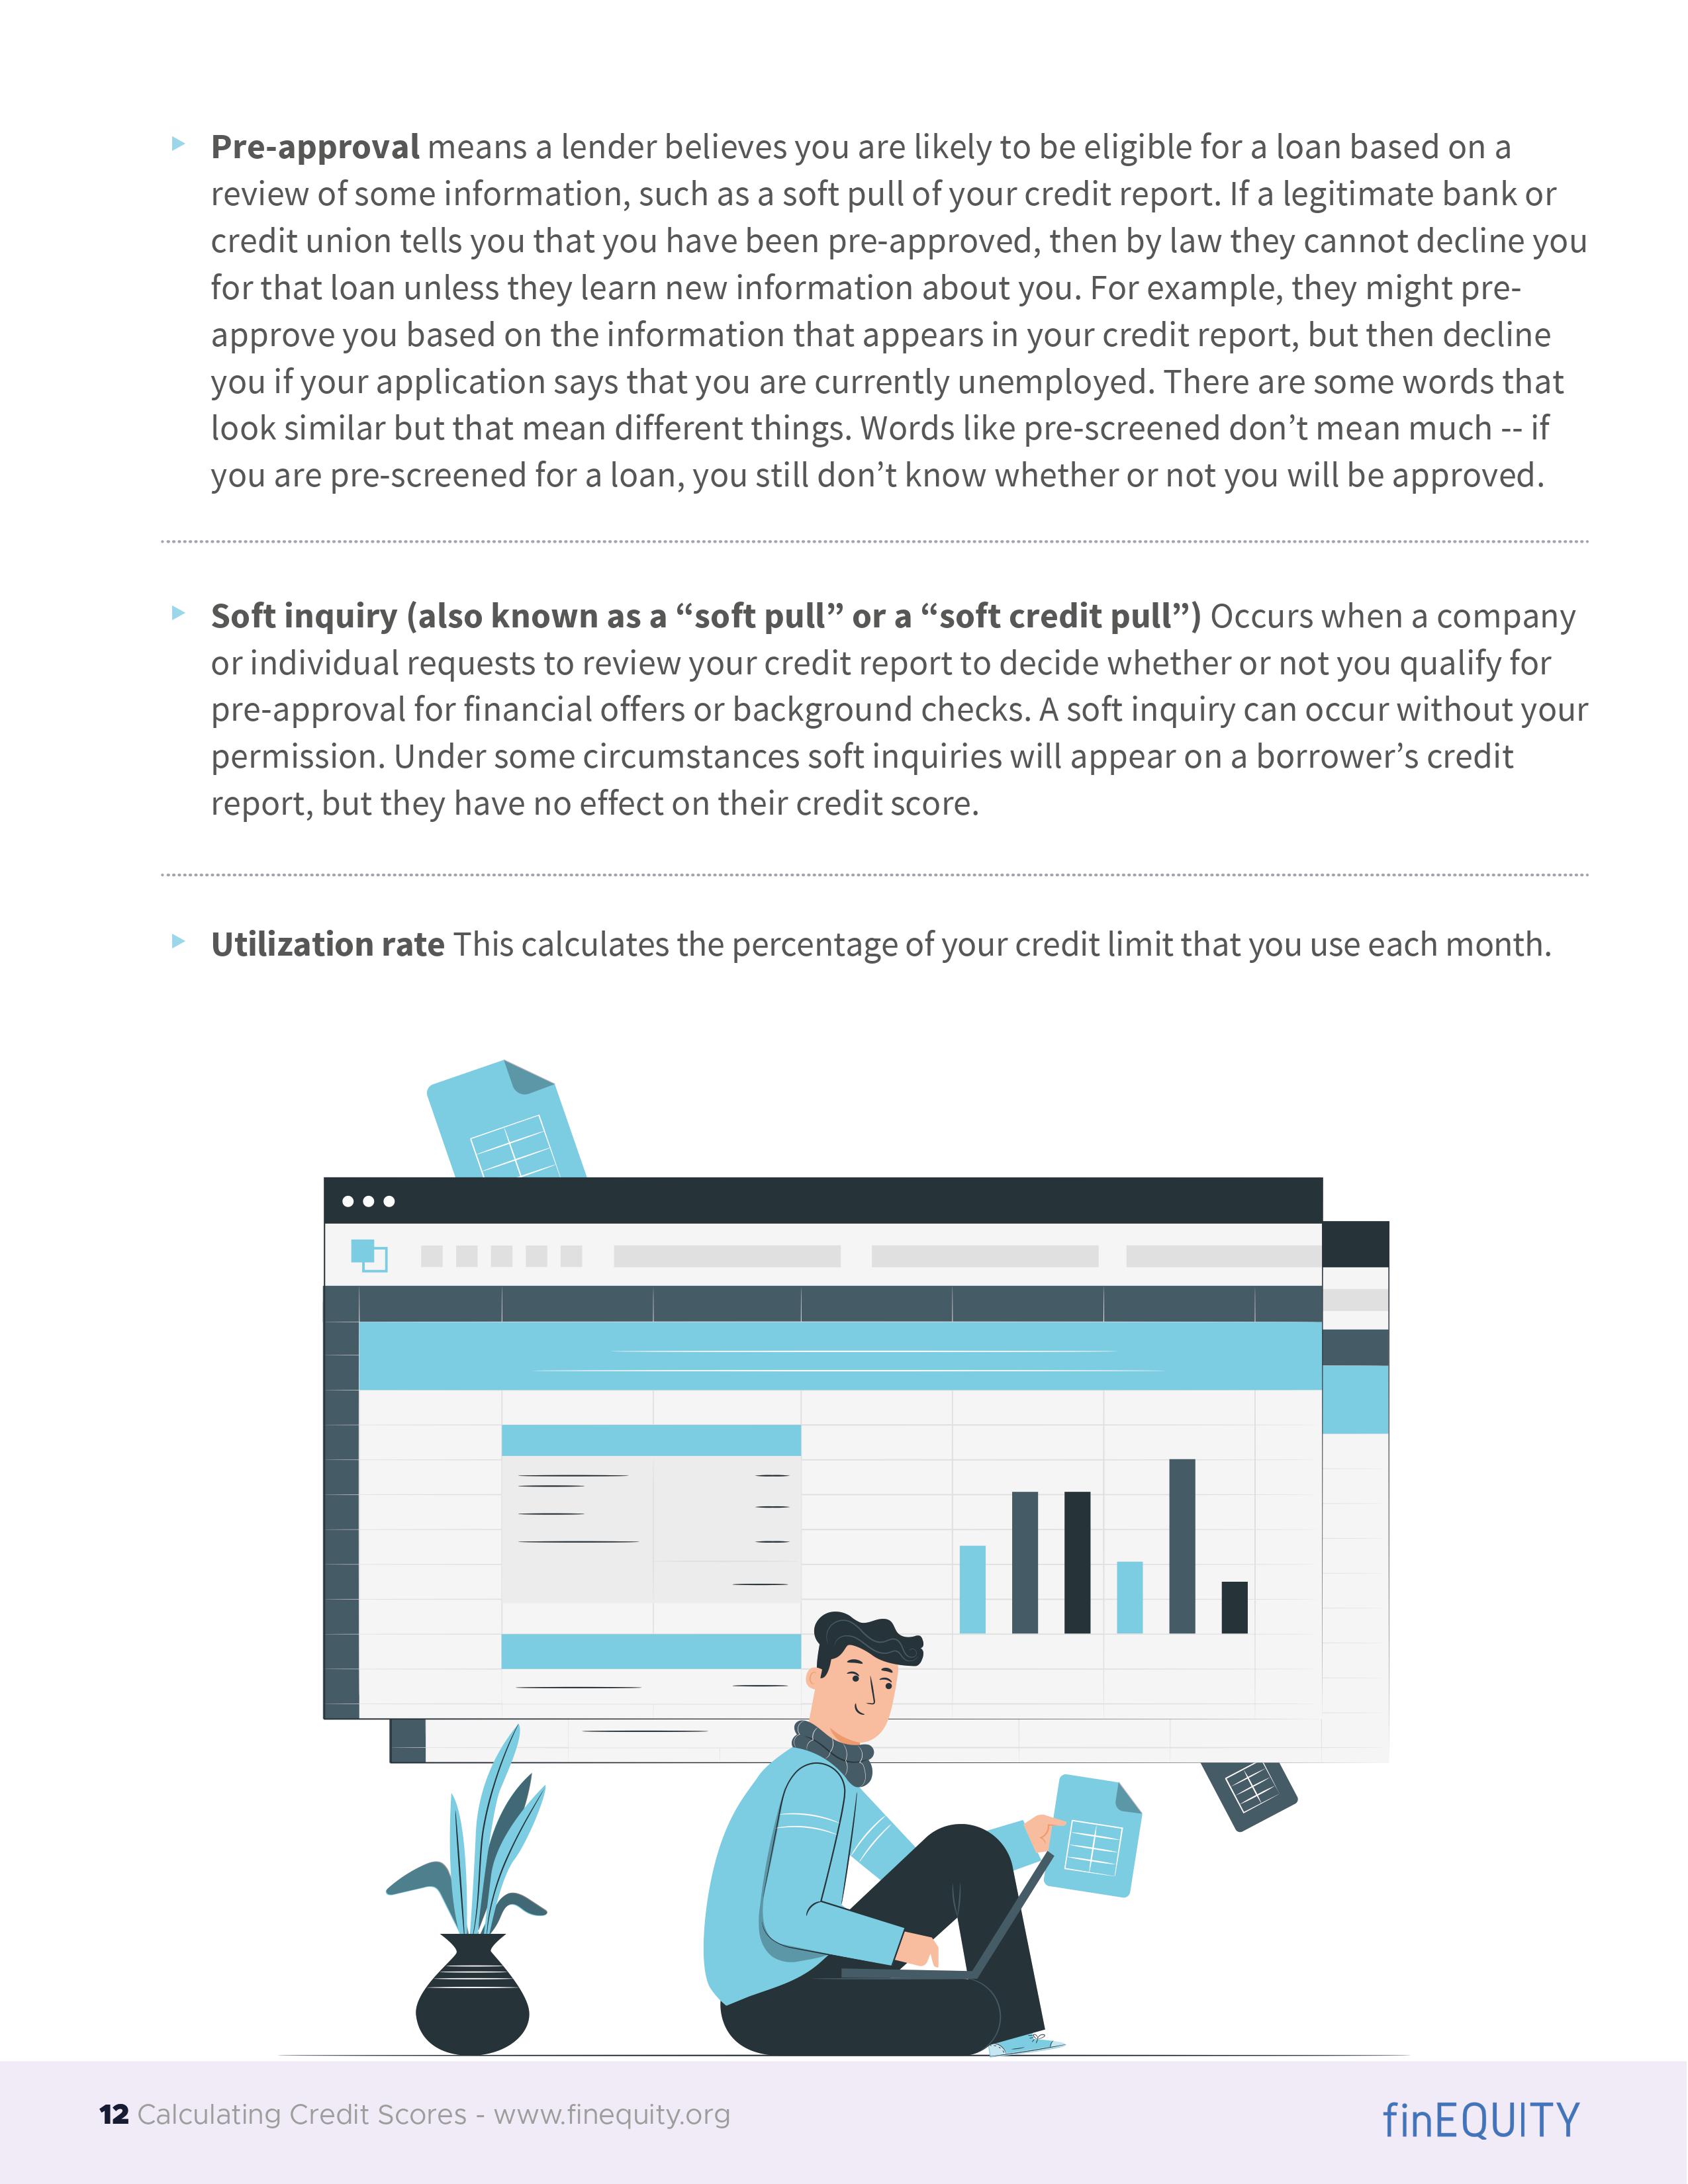 Pre-approval means a lender believes you are likely to be eligible for a loan based on a
review of some information, such as a soft pull of your credit report. If a legitimate bank or
credit union tells you that you have been pre-approved, then by law they cannot decline you
for that loan unless they learn new information about you. For example, they might pre-
approve you based on the information that appears in your credit report, but then decline
you if your application says that you are currently unemployed. There are some words that
look similar but that mean different things. Words like pre-screened don’t mean much -- if
you are pre-screened for a loan, you still don’t know whether or not you will be approved.
Soft inquiry (also known as a “soft pull” or a “soft credit pull”) Occurs when a company
or individual requests to review your credit report to decide whether or not you qualify for
pre-approval for financial offers or background checks. A soft inquiry can occur without your
permission. Under some circumstances soft inquiries will appear on a borrower’s credit
report, but they have no effect on their credit score.
Utilization rate This calculates the percentage of your credit limit that you use each month.
12 Calculating Credit Scores - www.finequity.org
finEQUITY